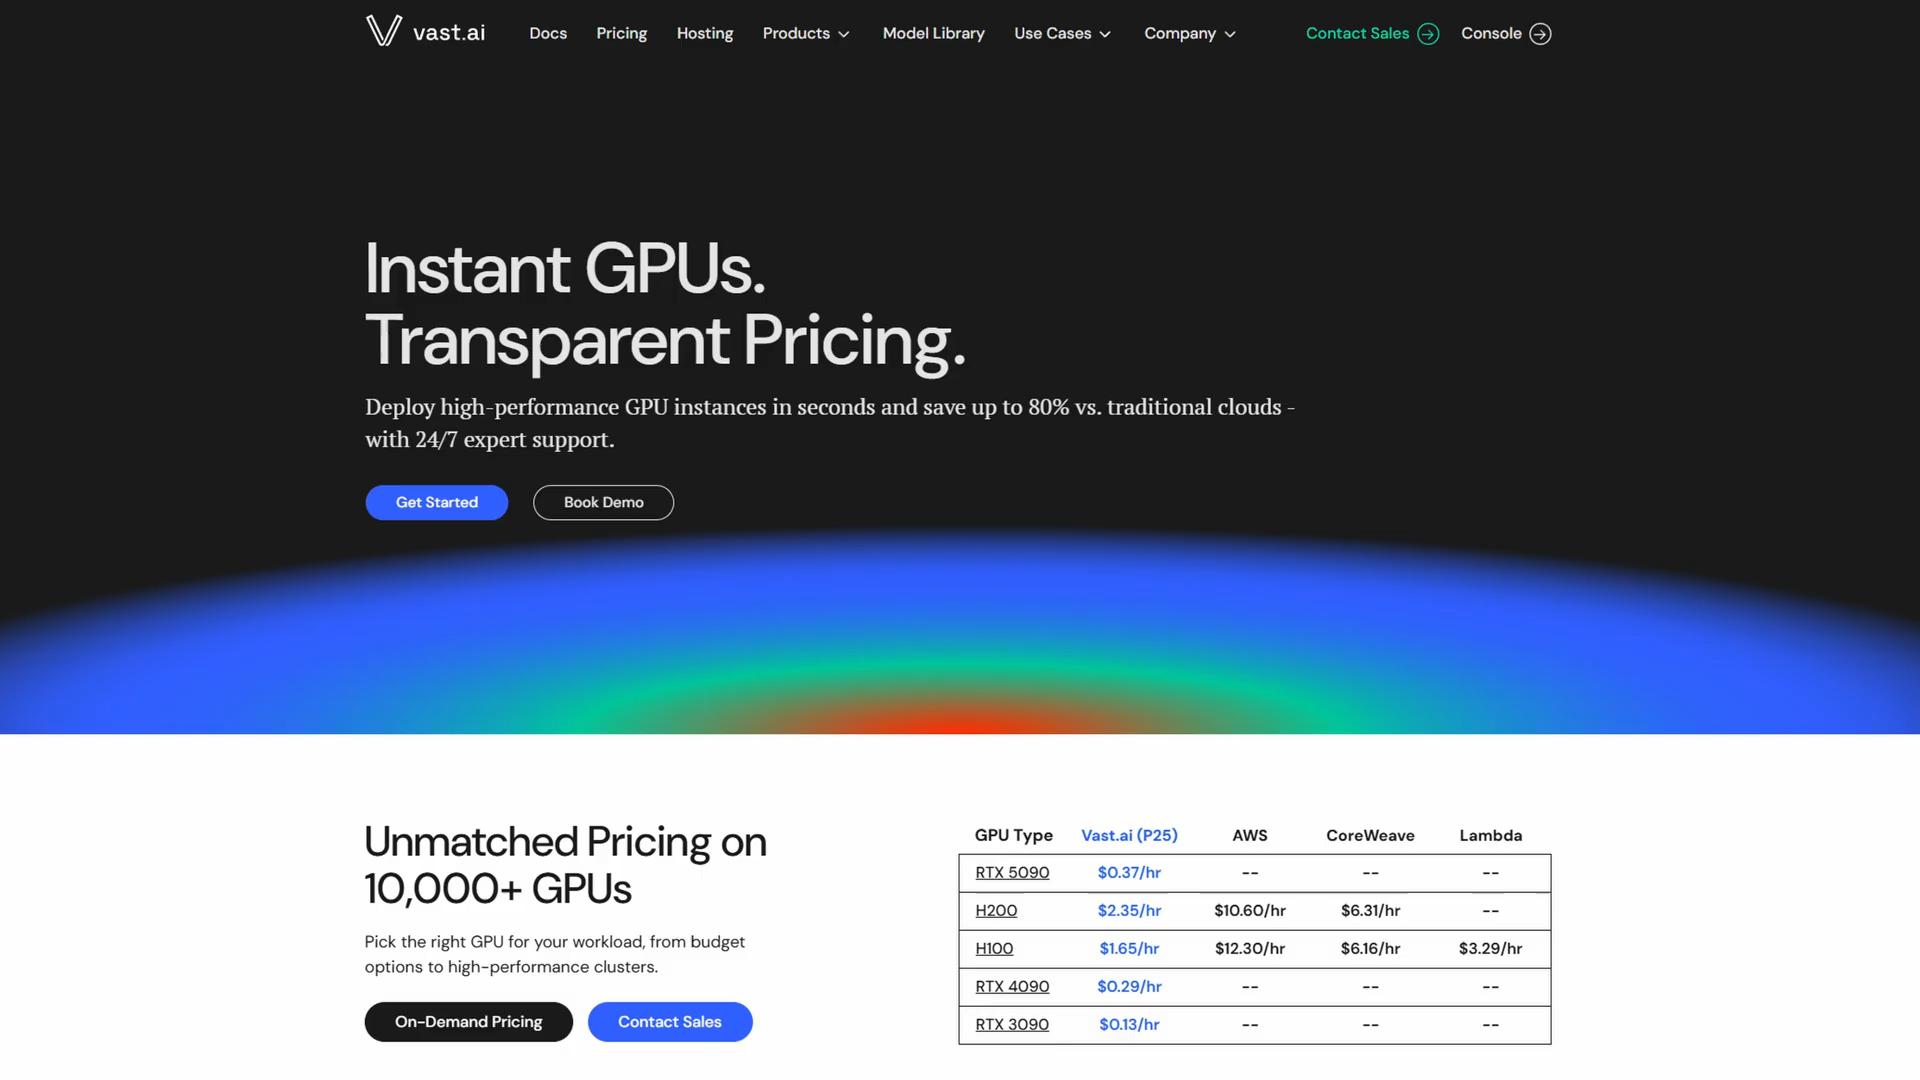 vast.ai Docs Pricing Hosting Products Model Library Use Cases Company Contact Sales Console
Instant GPUs.
Transparent Pricing.
Deploy high-performance GPU instances in seconds and save up to 80% vs. traditional clouds -
with 24/7 expert support.
Get Started Book Demo
Unmatched Pricing on
10,000+ GPUs
Pick the right GPU for your workload, from budget
options to high-performance clusters.
On-Demand Pricing Contact Sales
GPU Type Vast.ai (P25) AWS CoreWeave Lambda
RTX 5090 $0.37/hr -- -- --
H200 $2.35/hr $10.60/hr $6.31/hr --
H100 $1.65/hr $12.30/hr $6.16/hr $3.29/hr
RTX 4090 $0.29/hr -- -- --
RTX 3090 $0.13/hr -- -- --